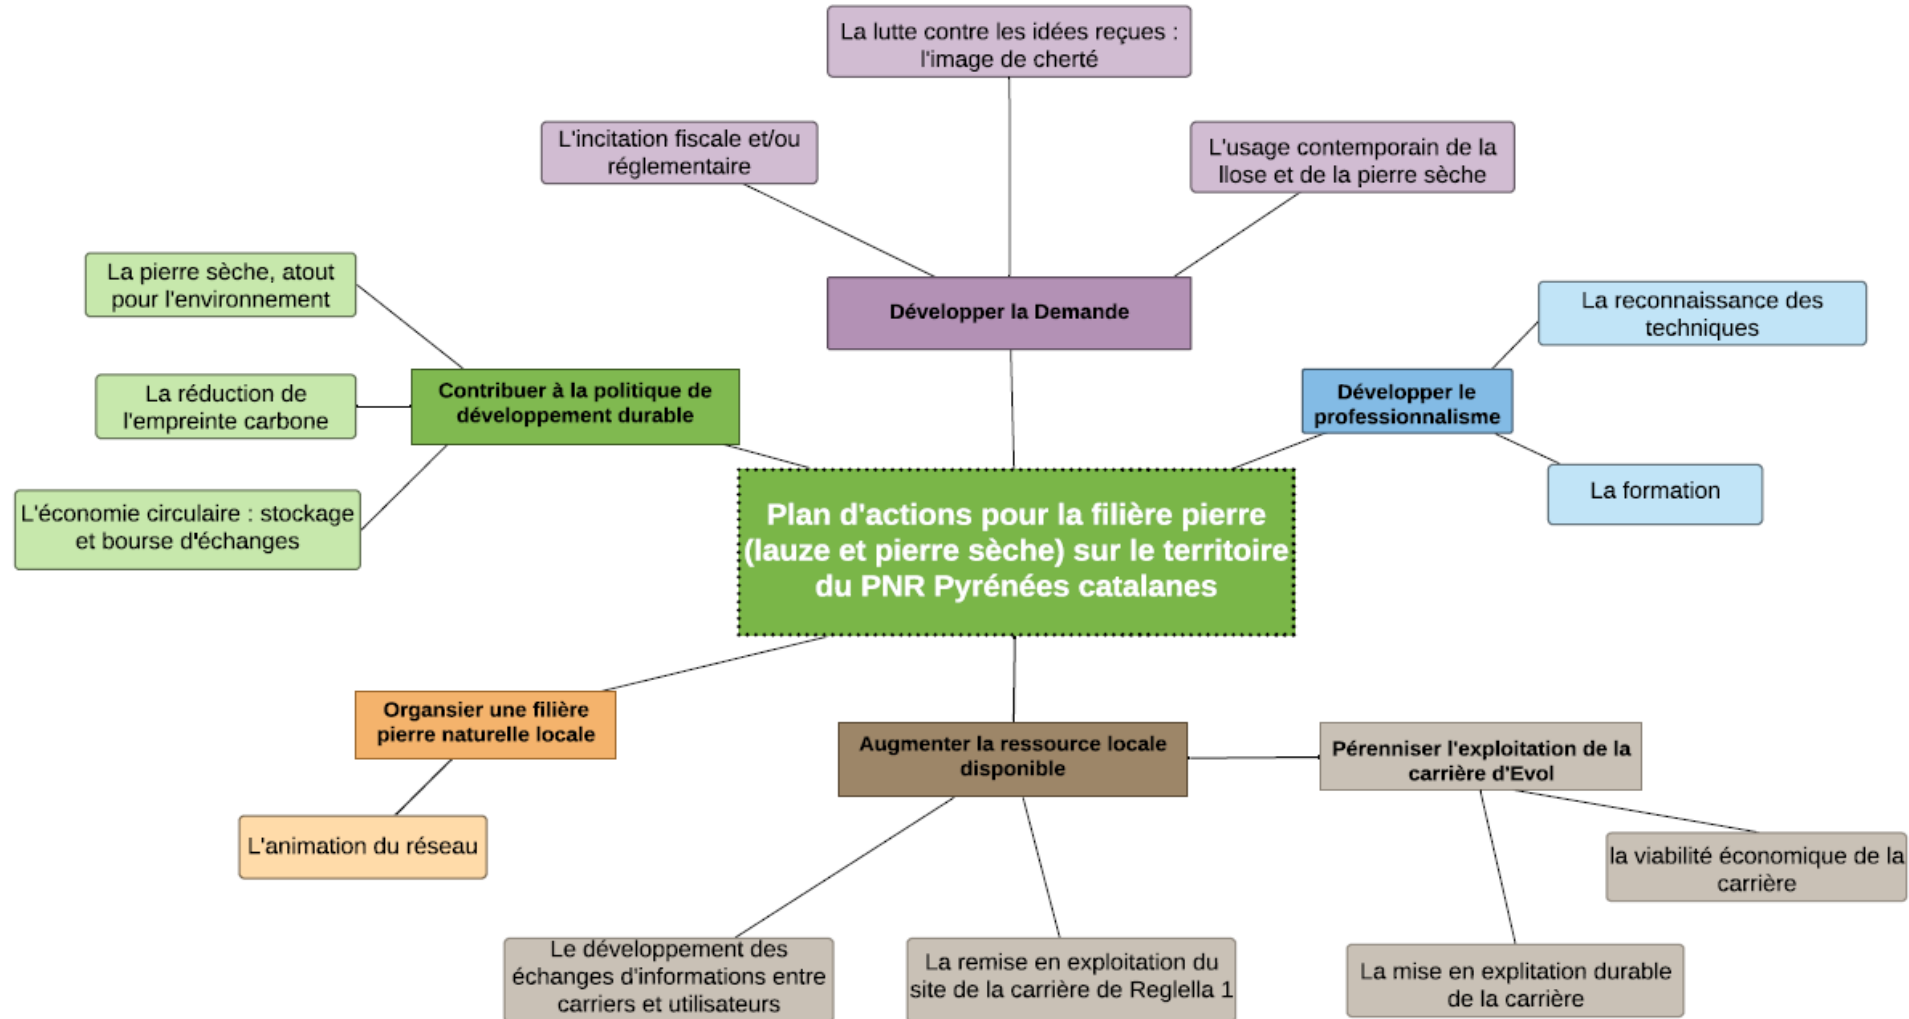 La lutte contre les idées reçues :
l'image de cherté
L'incitation fiscale et/ou
réglementaire
L'usage contemporain de la
llose et de la pierre sèche
Développer la Demande
La pierre sèche, atout
pour l'environnement
La réduction de
l'empreinte carbone
L'économie circulaire : stockage
et bourse d'échanges
Contribuer à la politique de
développement durable
La reconnaissance des
techniques
Développer le
professionnalisme
La formation
Plan d'actions pour la filière pierre
(lauze et pierre sèche) sur le territoire
du PNR Pyrénées catalanes
Organsier une filière
pierre naturelle locale
L'animation du réseau
Augmenter la ressource locale
disponible
Pérenniser l'exploitation de la
carrière d'Evol
la viabilité économique de la
carrière
Le développement des
échanges d'informations entre
carriers et utilisateurs
La remise en exploitation du
site de la carrière de Reglella 1
La mise en explitation durable
de la carrière